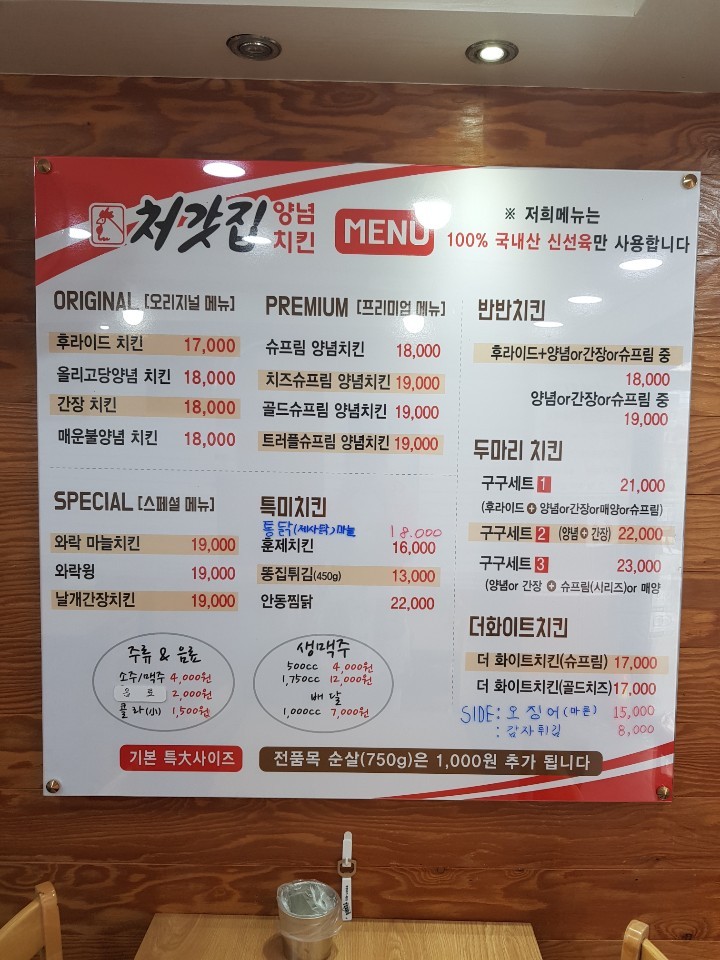 처갓집 양념
치킨
MENU
※ 저희메뉴는
100% 국내산 신선육만 사용합니다
ORIGINAL [오리지널 메뉴]
후라이드 치킨 17,000
올리고당양념 치킨 18,000
간장 치킨 18,000
매운불양념 치킨 18,000
PREMIUM [프리미엄 메뉴]
슈프림 양념치킨 18,000
치즈슈프림 양념치킨 19,000
골드슈프림 양념치킨 19,000
트러플슈프림 양념치킨 19,000
반반치킨
후라이드+양념or간장or슈프림 중
18,000
양념or간장or슈프림 중
19,000
SPECIAL [스페셜 메뉴]
와락 마늘치킨 19,000
와락윙 19,000
날개간장치킨 19,000
특미치킨
통닭(제사닭)마늘 18.000
훈제치킨 16,000
똥집튀김(450g) 13,000
안동찜닭 22,000
두마리 치킨
구구세트 1 21,000
(후라이드 + 양념or간장or매양or슈프림)
구구세트 2 (양념 + 간장) 22,000
구구세트 3 23,000
(양념or 간장 + 슈프림(시리즈)or 매양
더화이트치킨
더 화이트치킨(슈프림) 17,000
더 화이트치킨(골드치즈) 17,000
SIDE: 오징어(마른) 15,000
: 감자튀김 8,000
주류 & 음료
소주/맥주 4,000원
음료 2,000원
콜라(小) 1,500원
생맥주
500cc 4,000원
1,750cc 12,000원
배달
1,000cc 7,000원
기본 특大사이즈
전품목 순살(750g)은 1,000원 추가 됩니다